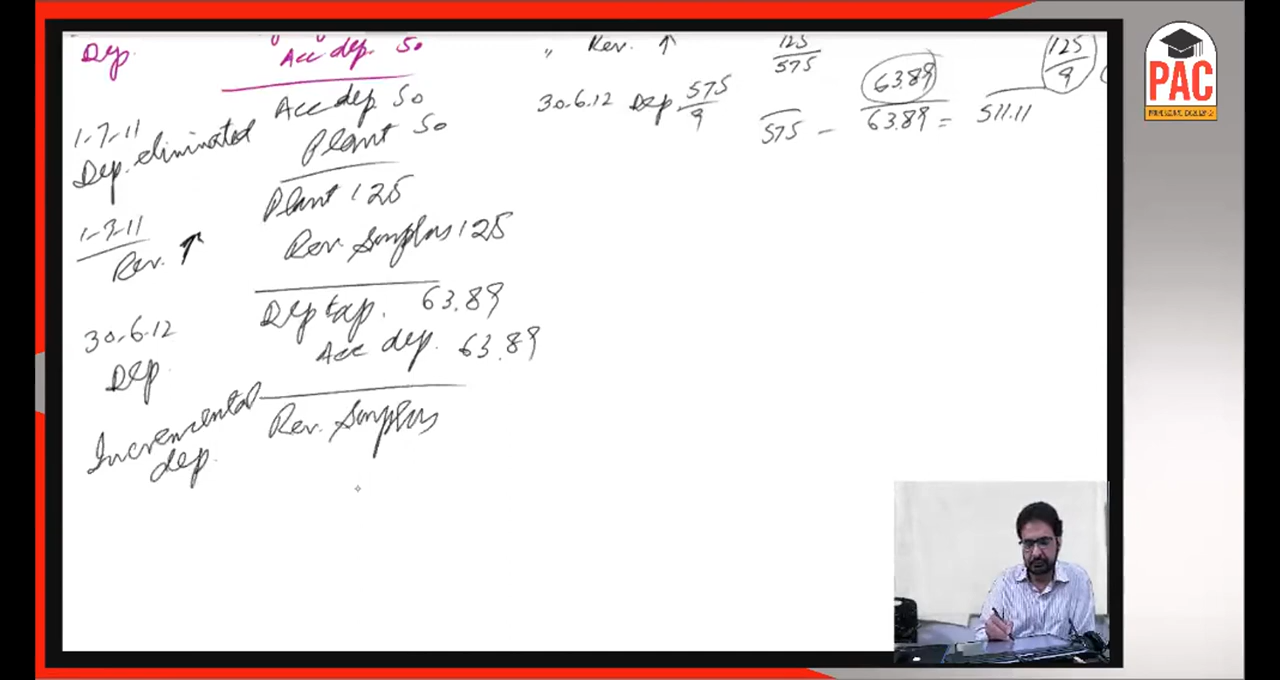 Dep.
Acc dep. 50
1-7-11
Dep. eliminated
Acc dep 50
Plant 50
1-7-11
Rev. ↑
Plant 125
Rev. Surplus 125
30.6.12
Dep.
Dep Exp. 63.89
Acc dep. 63.89
Incremental
dep.
Rev. Surplus
" Rev. ↑ 125
575
30.6.12 Dep. 575
9
575 - 63.89 = 511.11
63.89
125
9
PAC